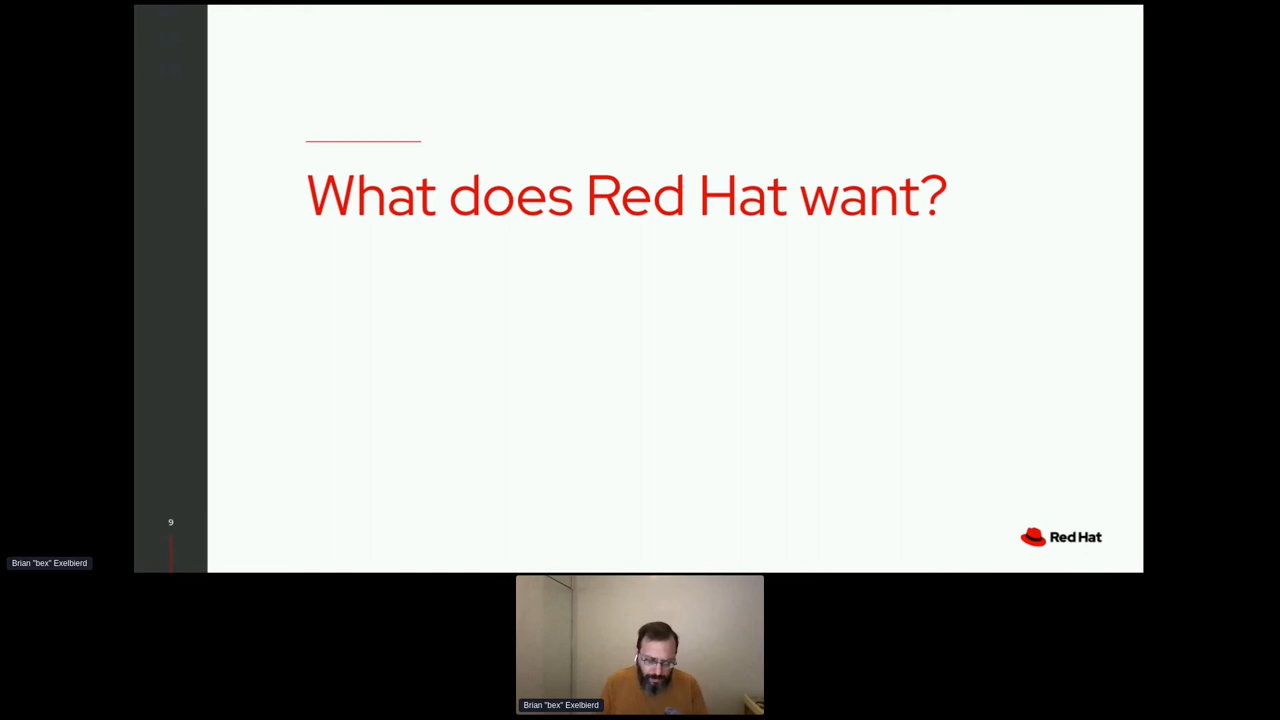 What does Red Hat want?
9
Red Hat
Brian "bex" Exelbierd
Brian "bex" Exelbierd